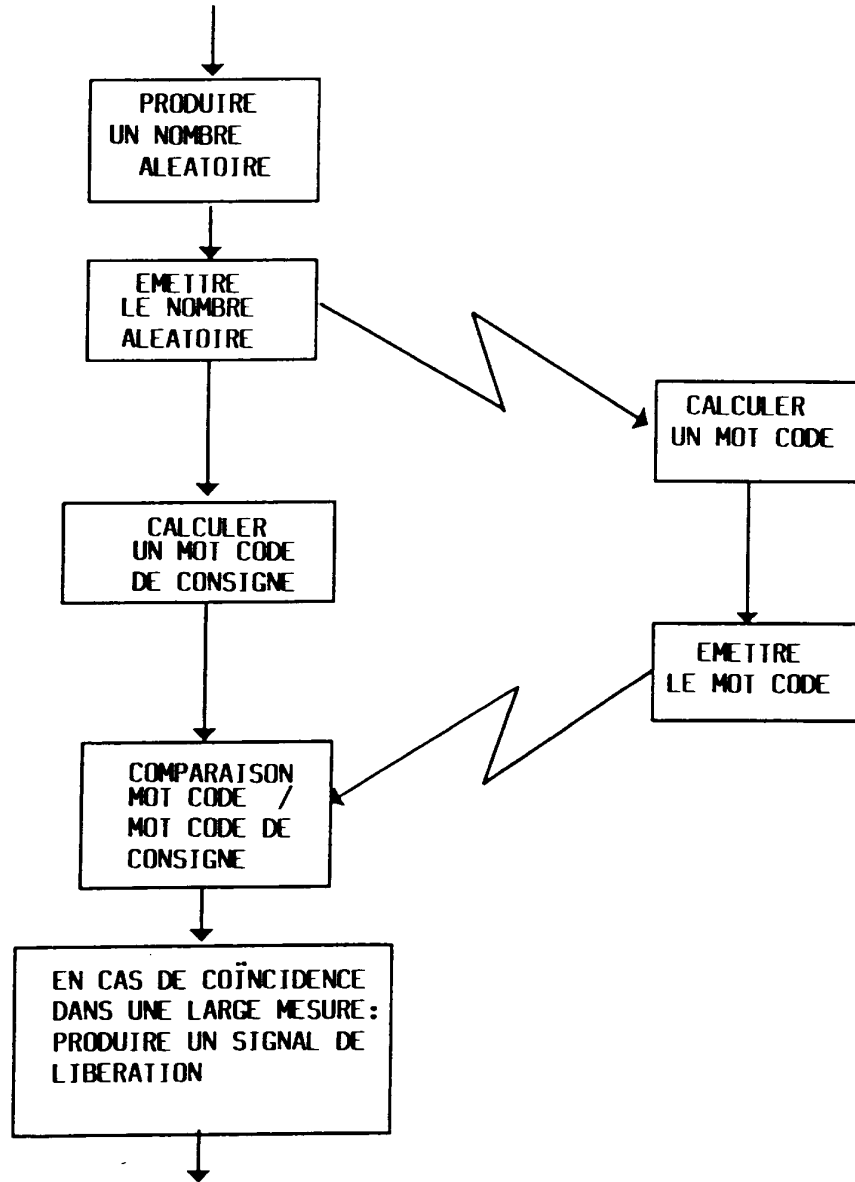 PRODUIRE
UN NOMBRE
ALEATOIRE
EMETTRE
LE NOMBRE
ALEATOIRE
CALCULER
UN MOT CODE
CALCULER
UN MOT CODE
DE CONSIGNE
EMETTRE
LE MOT CODE
COMPARAISON
MOT CODE /
MOT CODE DE
CONSIGNE
EN CAS DE COÏNCIDENCE
DANS UNE LARGE MESURE:
PRODUIRE UN SIGNAL DE
LIBERATION